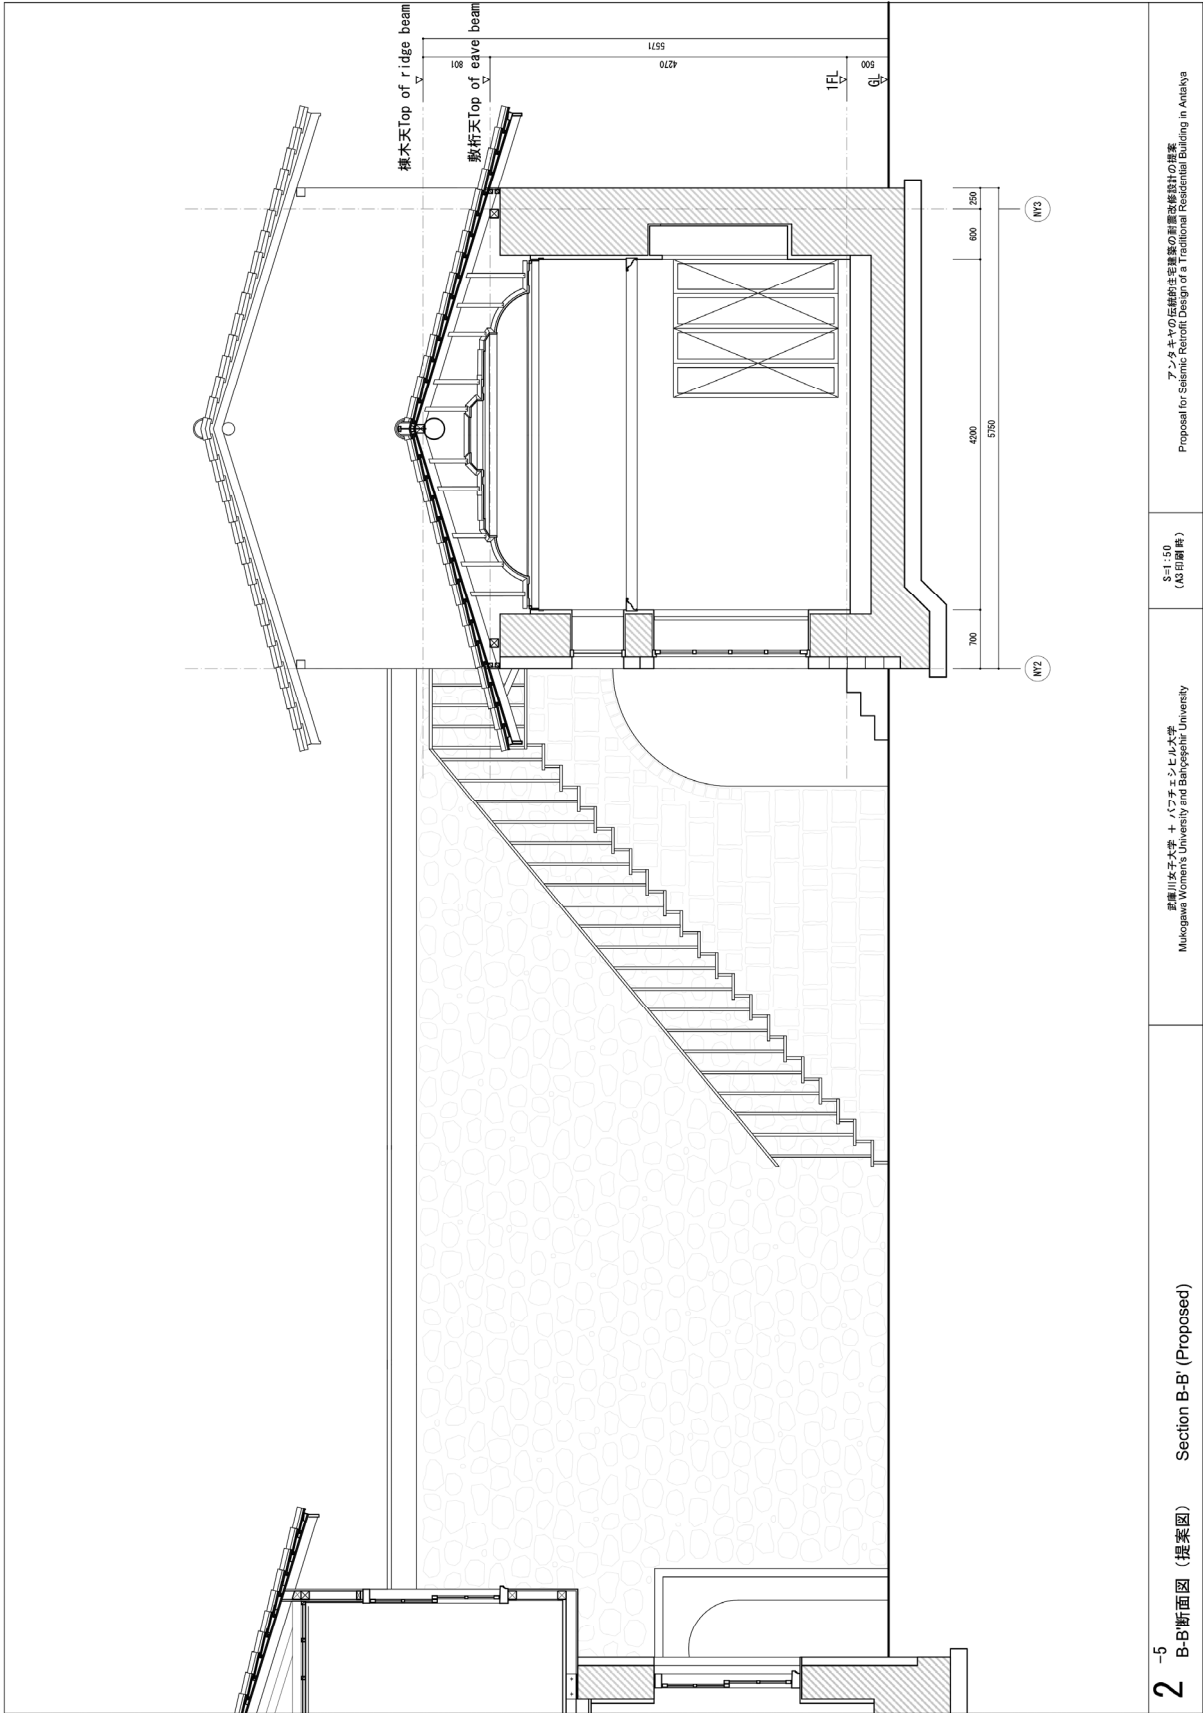 棟木天Top of ridge beam
敷桁天Top of eave beam
1FL
GL
801
4270
500
5571
250
600
4200
700
5750
NY3
NY2
2 -5
B-B'断面図 (提案図) Section B-B' (Proposed)
武庫川女子大学 + バフチェシヒル大学
Mukogawa Women's University and Bahçeşehir University
S=1:50
(A3印刷時)
アンタキヤの伝統的住宅建築の耐震改修設計の提案
Proposal for Seismic Retrofit Design of a Traditional Residential Building in Antakya